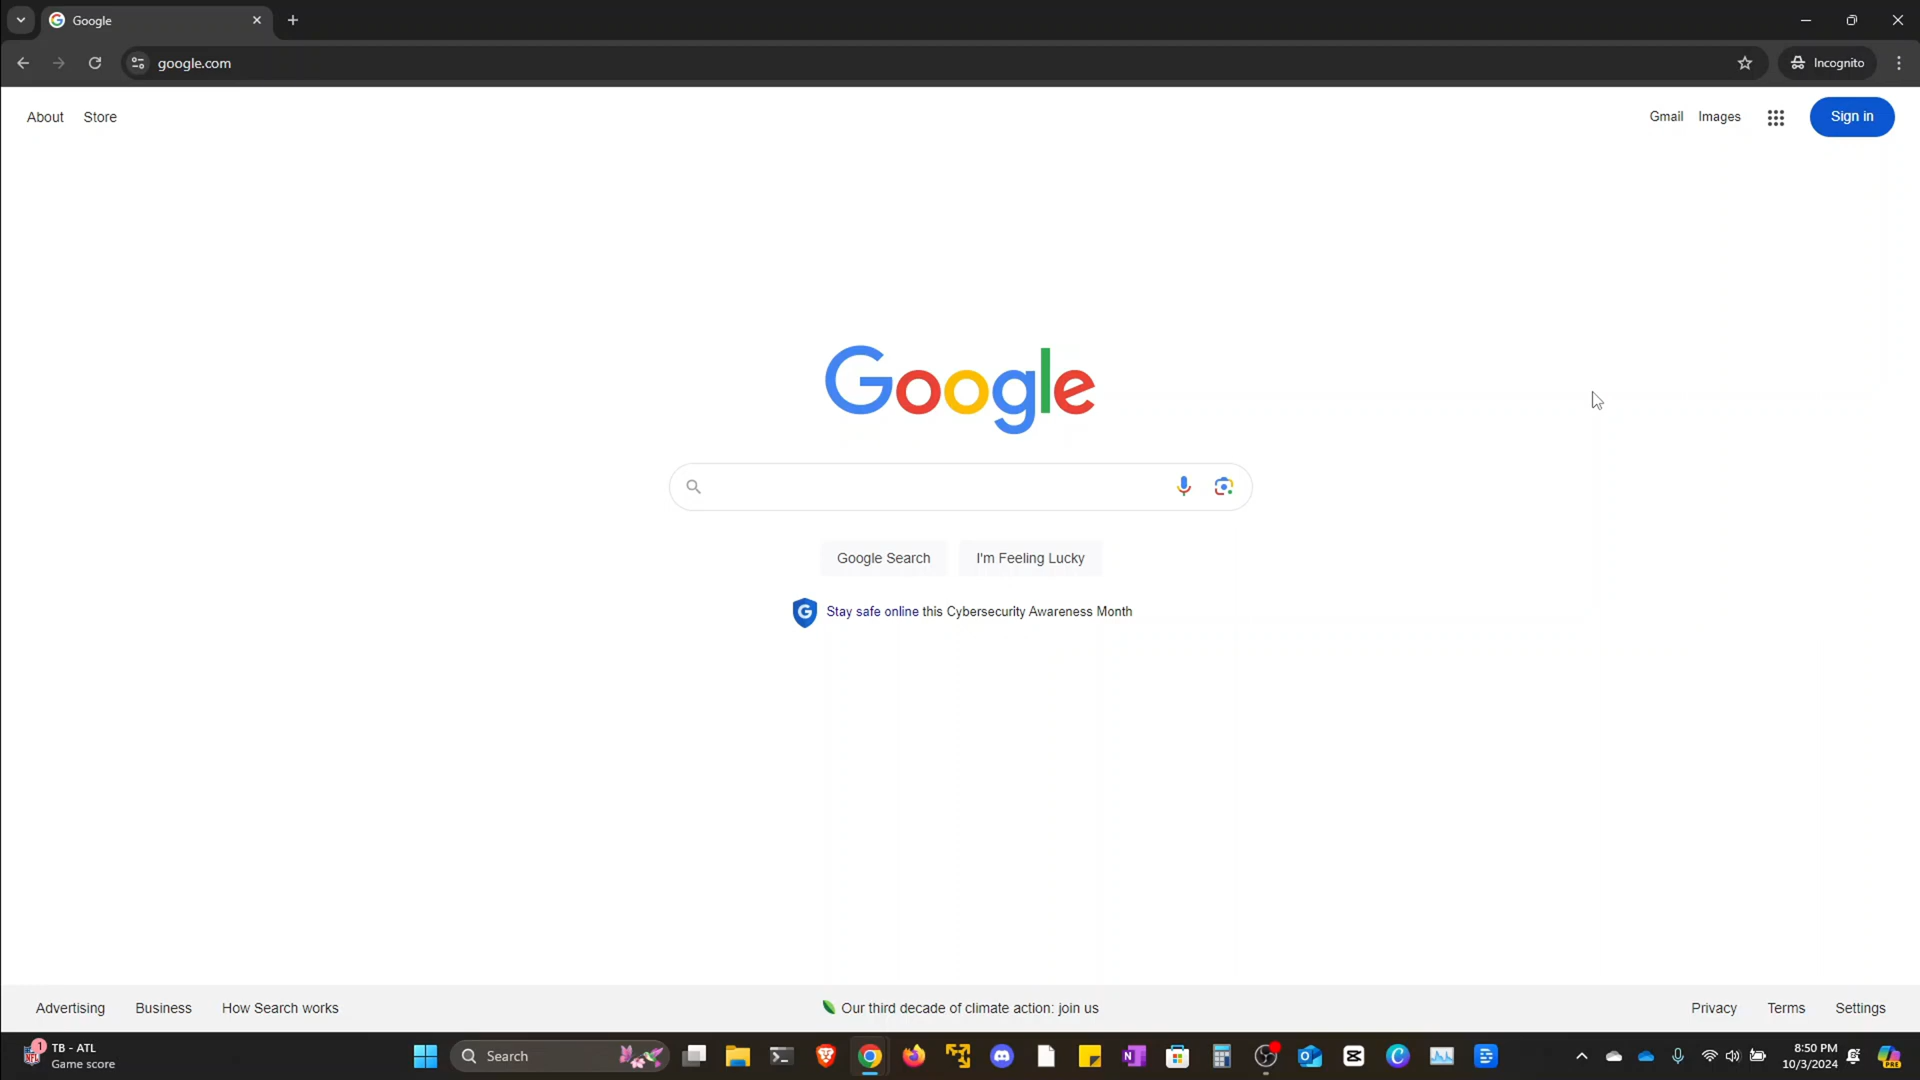 Google
google.com
Incognito
About
Store
Gmail
Images
Sign in
Google
Google Search
I'm Feeling Lucky
Stay safe online this Cybersecurity Awareness Month
Advertising
Business
How Search works
Our third decade of climate action: join us
Privacy
Terms
Settings
1
TB - ATL
Game score
Search
8:50 PM
10/3/2024